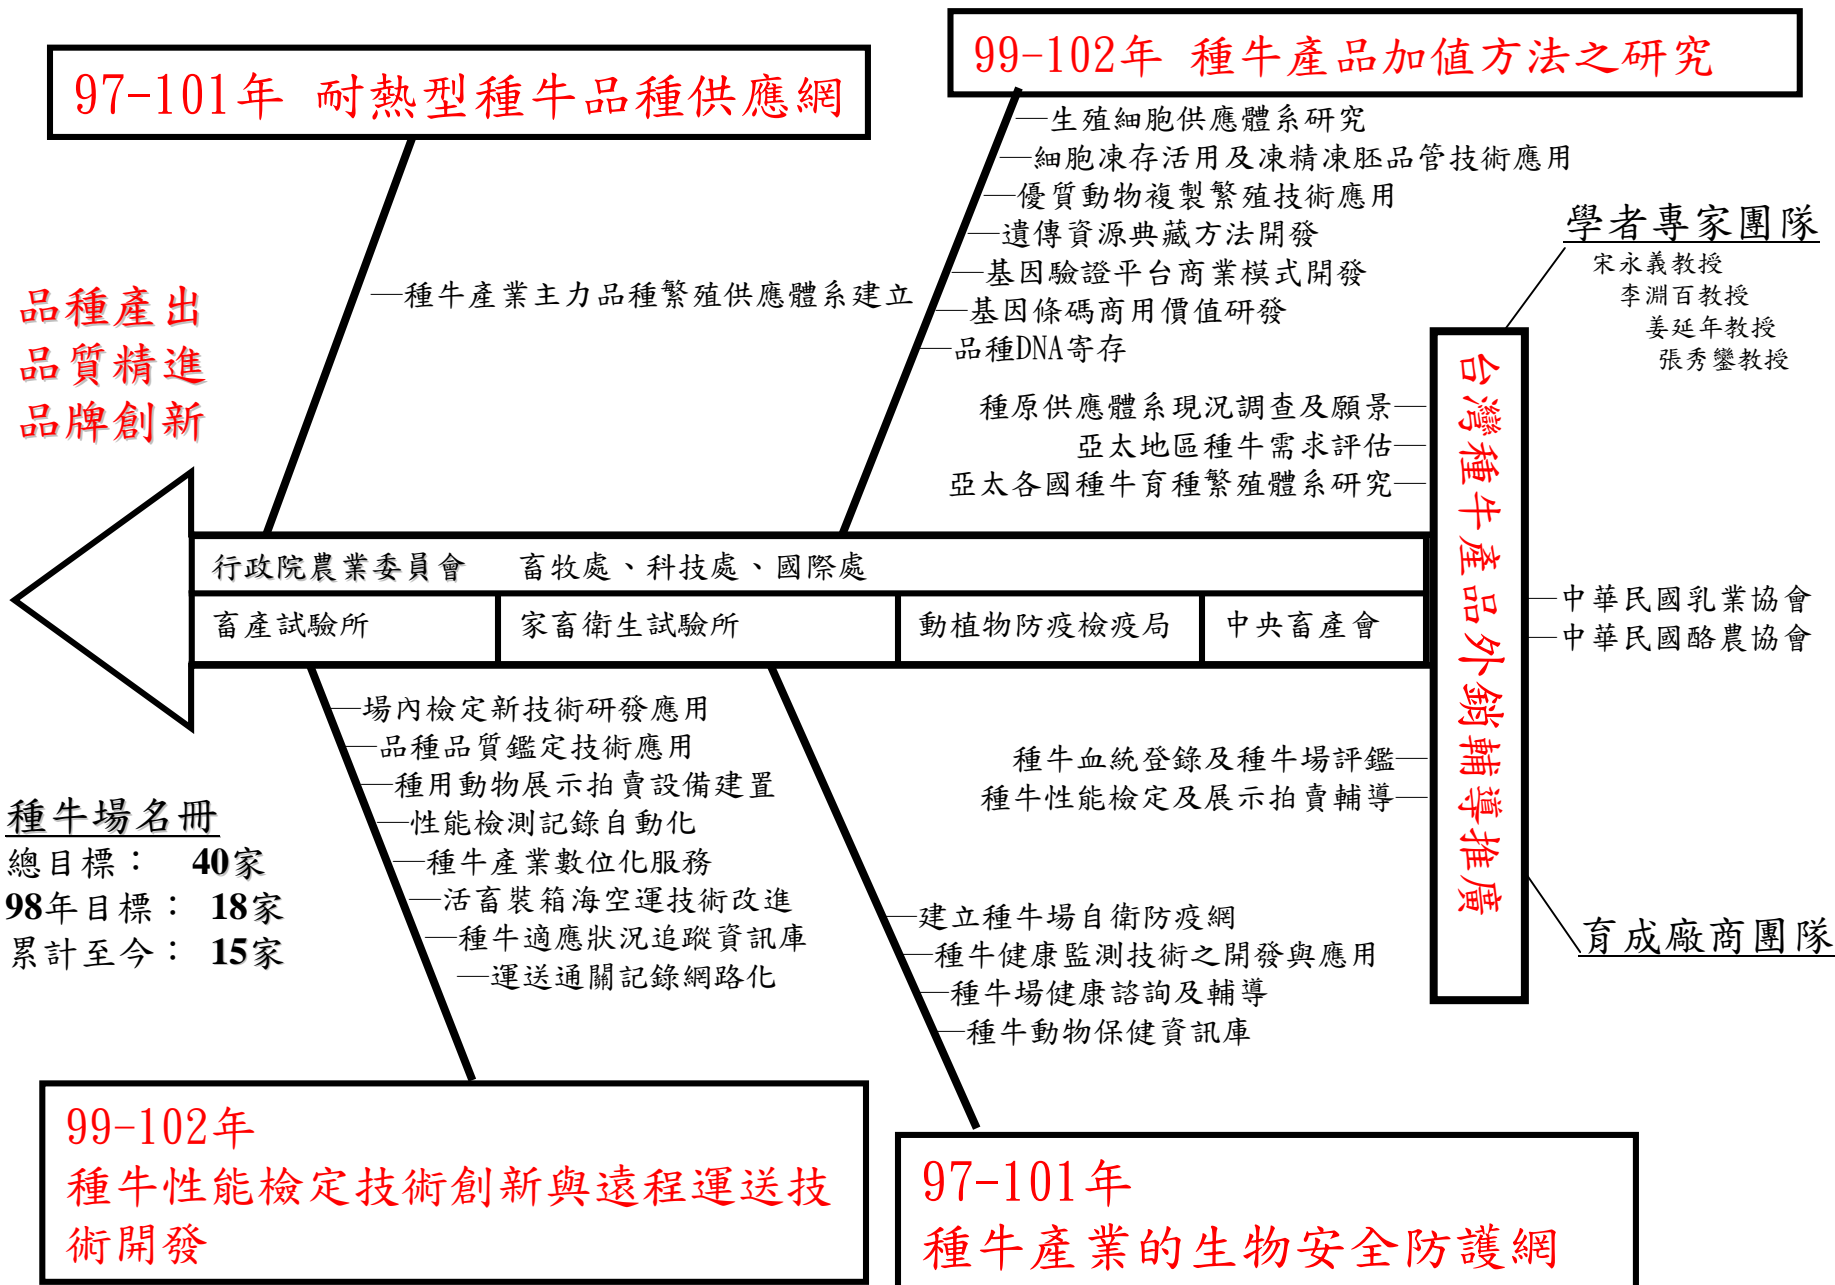 99-102年 種牛產品加值方法之研究
97-101年 耐熱型種牛品種供應網
生殖細胞供應體系研究
細胞凍存活用及凍精凍胚品管技術應用
優質動物複製繁殖技術應用
遺傳資源典藏方法開發
基因驗證平台商業模式開發
基因條碼商用價值研發
品種DNA寄存
種牛產業主力品種繁殖供應體系建立
學者專家團隊
宋永義教授
李淵百教授
姜延年教授
張秀鑾教授
品種產出
品質精進
品牌創新
種原供應體系現況調查及願景
亞太地區種牛需求評估
亞太各國種牛育種繁殖體系研究
台灣種牛產品外銷輔導推廣
行政院農業委員會 畜牧處、科技處、國際處
畜產試驗所 家畜衛生試驗所 動植物防疫檢疫局 中央畜產會
中華民國乳業協會
中華民國酪農協會
場內檢定新技術研發應用
品種品質鑑定技術應用
種用動物展示拍賣設備建置
性能檢測記錄自動化
種牛產業數位化服務
活畜裝箱海空運技術改進
種牛適應狀況追蹤資訊庫
運送通關記錄網路化
種牛血統登錄及種牛場評鑑
種牛性能檢定及展示拍賣輔導
種牛場名冊
總目標： 40家
98年目標： 18家
累計至今： 15家
建立種牛場自衛防疫網
種牛健康監測技術之開發與應用
種牛場健康諮詢及輔導
種牛動物保健資訊庫
育成廠商團隊
99-102年
種牛性能檢定技術創新與遠程運送技
術開發
97-101年
種牛產業的生物安全防護網